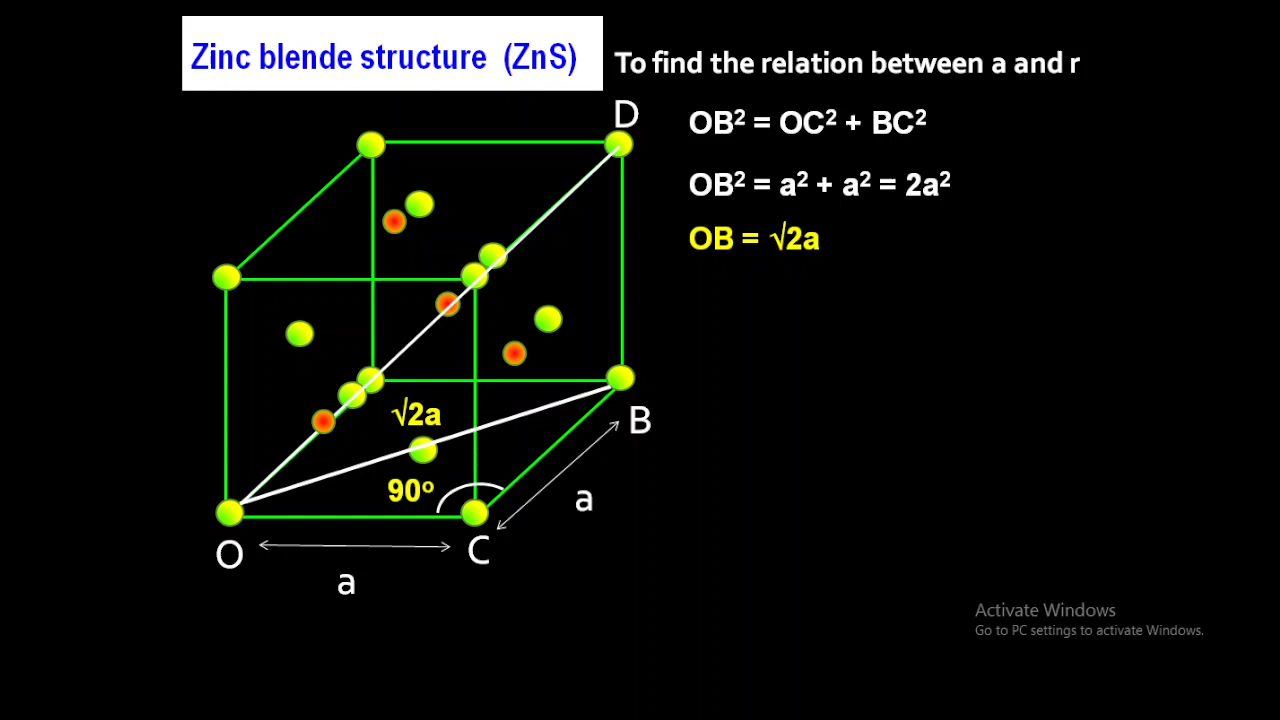 Zinc blende structure (ZnS)
To find the relation between a and r
D
OB² = OC² + BC²
OB² = a² + a² = 2a²
OB = √2a
√2a
B
90º
a
O
C
a
Activate Windows
Go to PC settings to activate Windows.